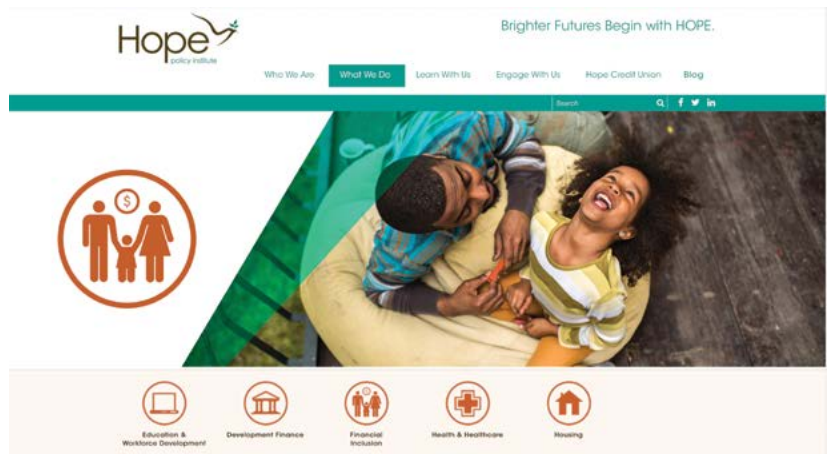 Hope
policy institute
Brighter Futures Begin with HOPE.
Who We Are
What We Do
Learn With Us
Engage With Us
Hope Credit Union
Blog
Search
f
in
$
$
Education &
Workforce Development
Development Finance
Financial
Inclusion
Health & Healthcare
Housing